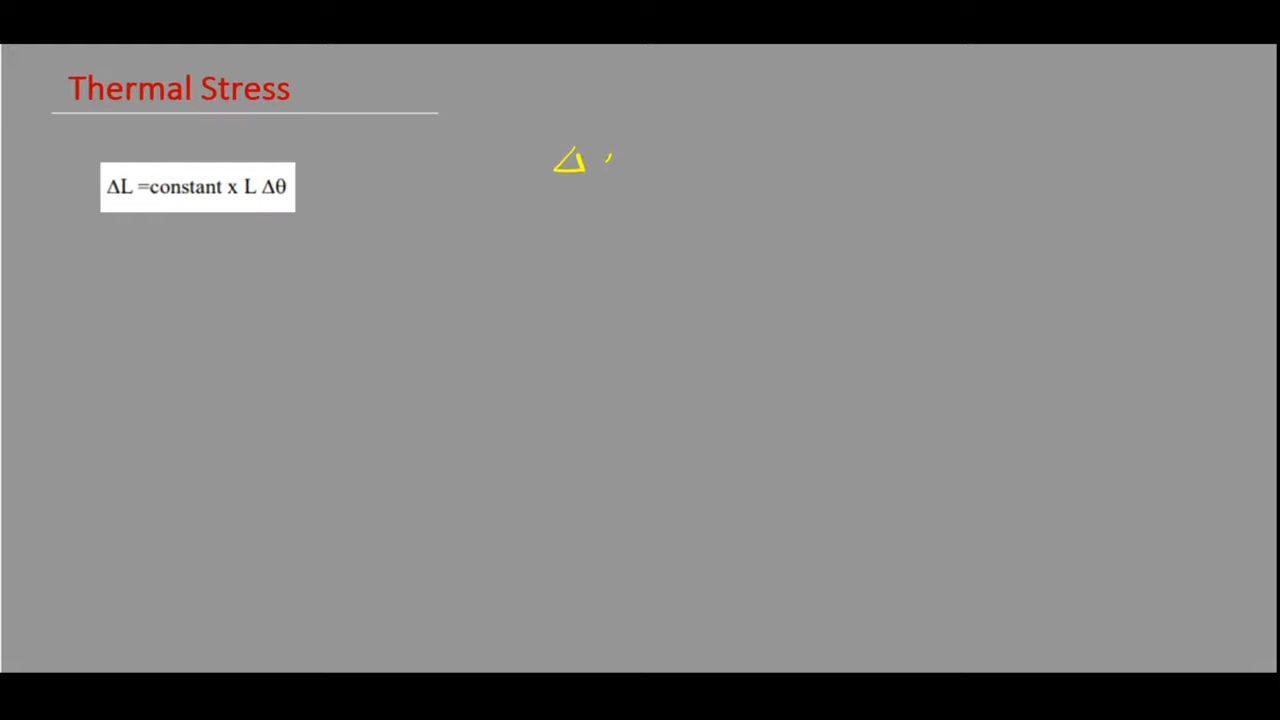 Thermal Stress
ΔL =constant x L Δθ
Δ